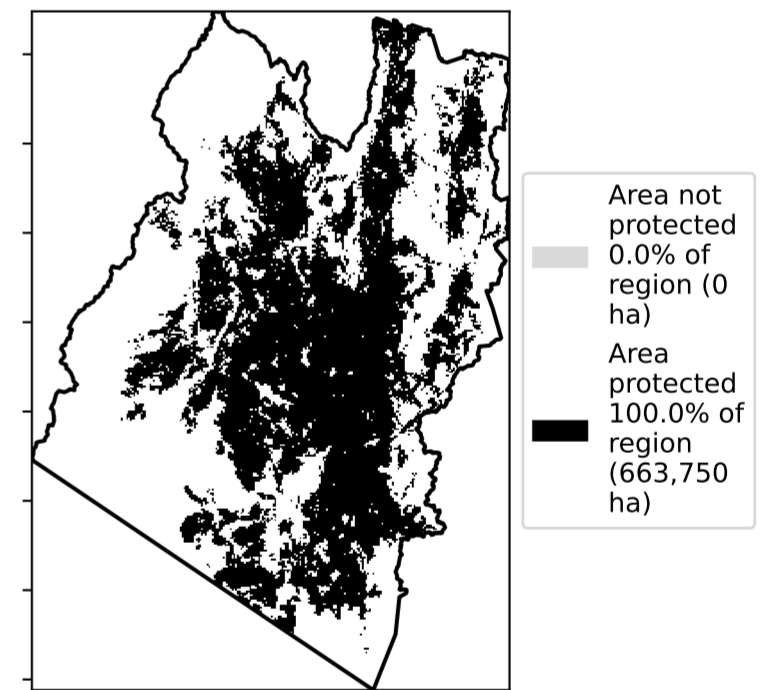 Area not
protected
0.0% of
region (0
ha)
Area
protected
100.0% of
region
(663,750
ha)